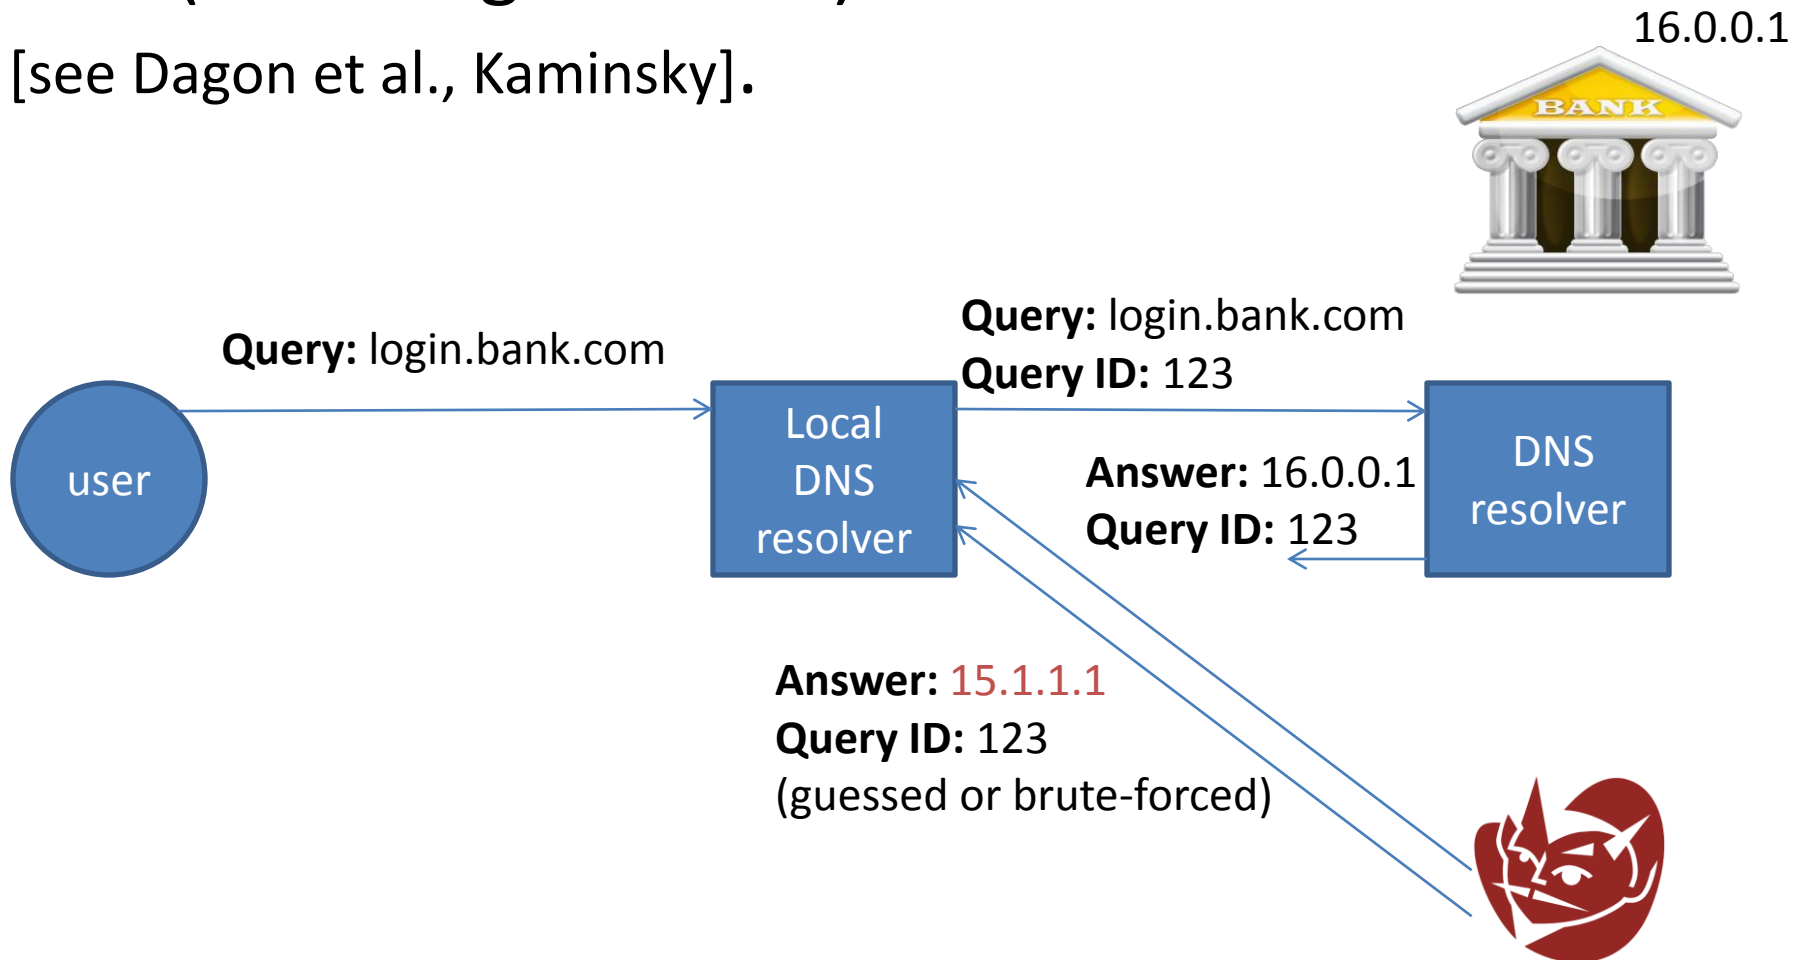 [see Dagon et al., Kaminsky].
16.0.0.1
BANK
Query: login.bank.com
Query: login.bank.com
Query ID: 123
user
Local
DNS
resolver
Answer: 16.0.0.1
Query ID: 123
DNS
resolver
Answer: 15.1.1.1
Query ID: 123
(guessed or brute-forced)